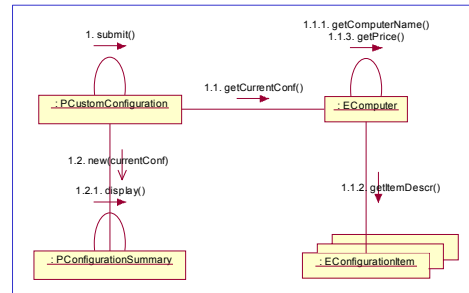 1.1.1. getComputerName()
1. submit()
1.1.3. getPrice()
1.1. getCurrentConf()
: PCustomConfiguration
: EComputer
1.2. new(currentConf)
1.2.1. display()
1.1.2. getItemDescr()
: PConfigurationSummary
: EConfigurationItem